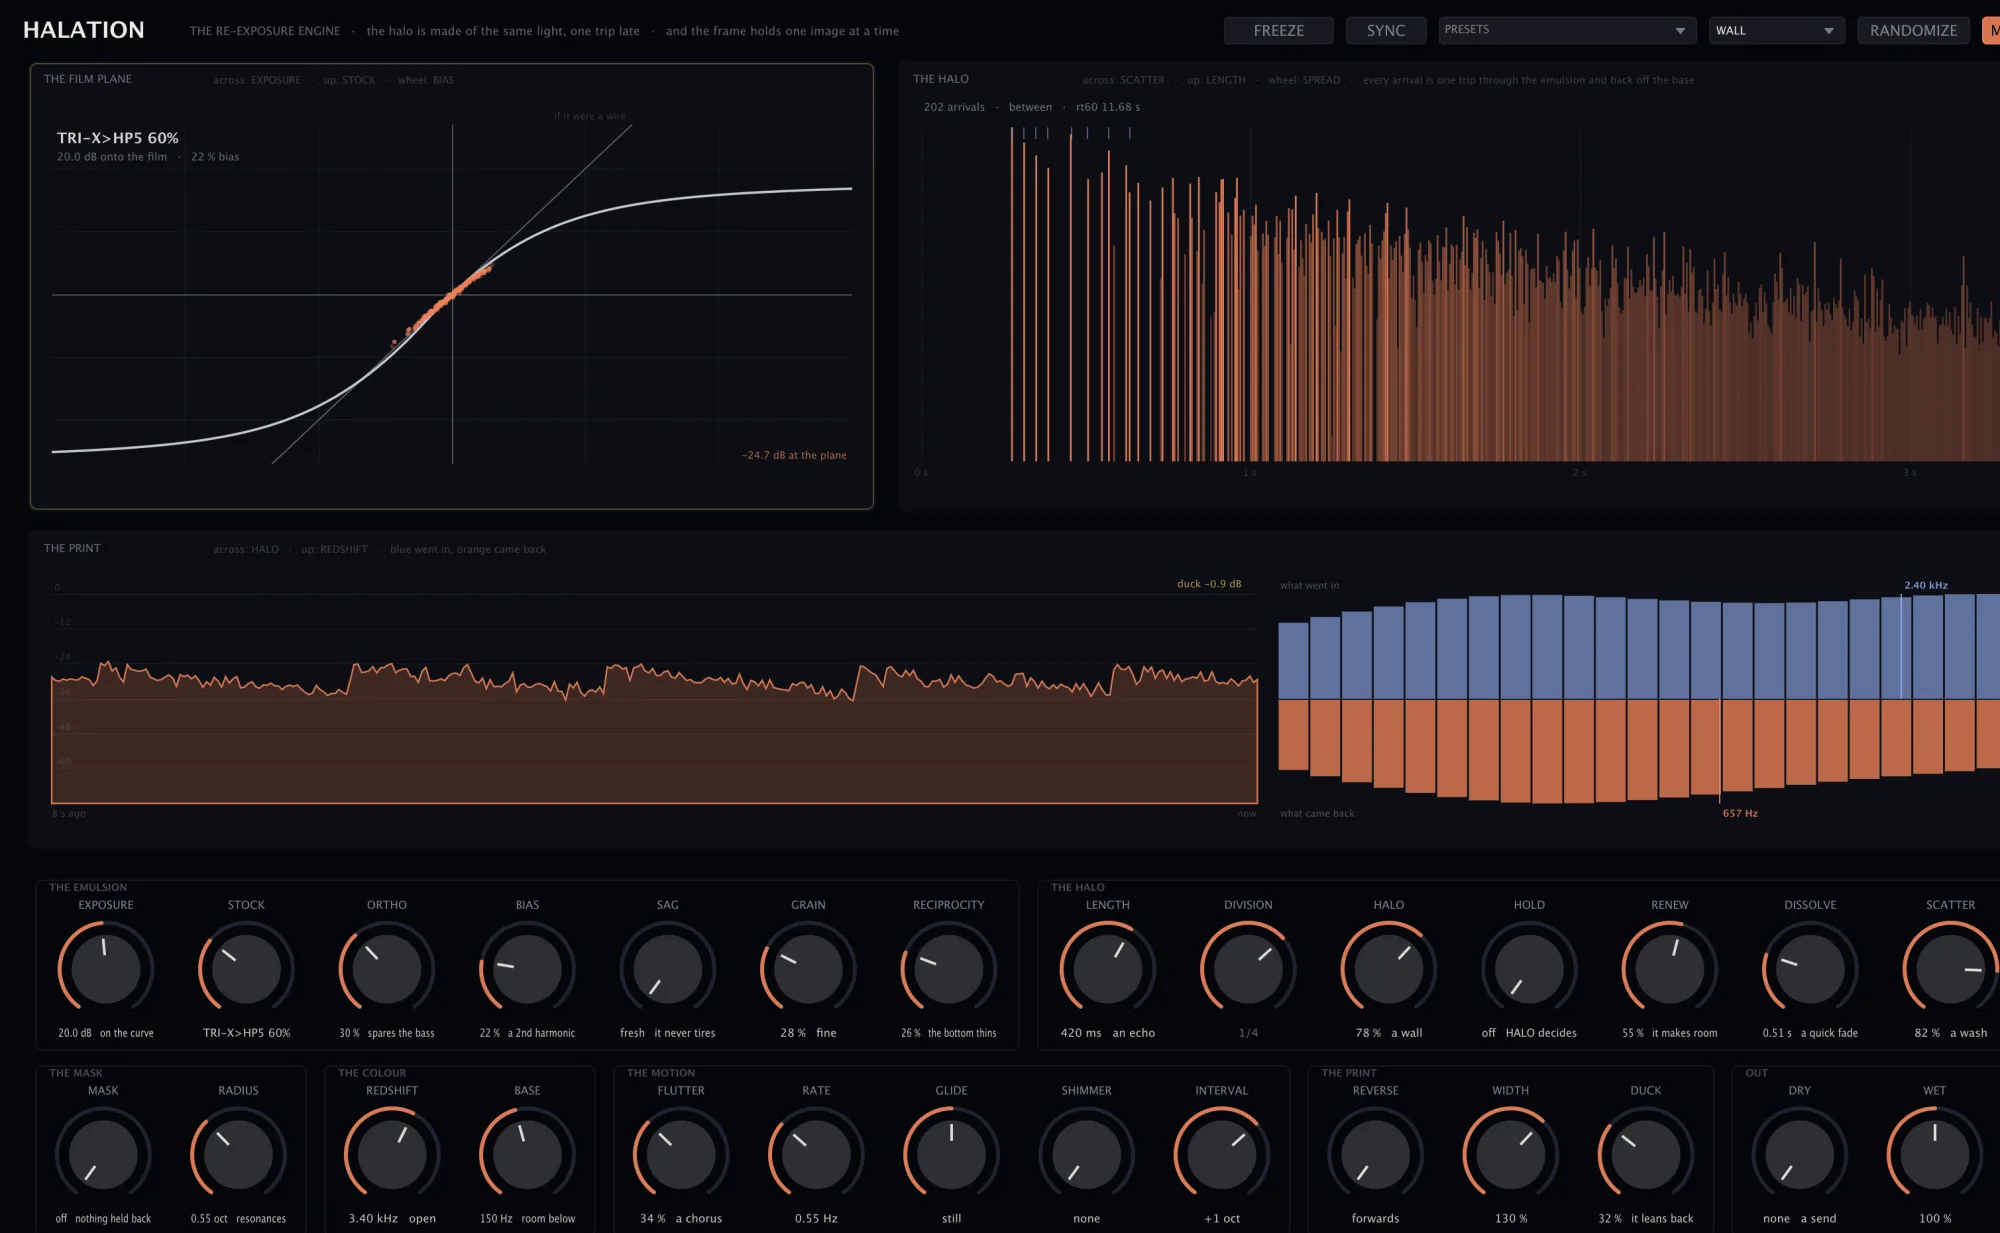 HALATION
THE RE-EXPOSURE ENGINE · the halo is made of the same light, one trip late · and the frame holds one image at a time
FREEZE
SYNC
PRESETS
WALL
RANDOMIZE
THE FILM PLANE
across: EXPOSURE · up: STOCK · wheel: BIAS
if it were a wire
TRI-X>HP5 60%
20.0 dB onto the film · 22 % bias
-24.7 dB at the plane
THE HALO
across: SCATTER · up: LENGTH · wheel: SPREAD · every arrival is one trip through the emulsion and back off the base
202 arrivals · between · rt60 11.68 s
0 s
1 s
2 s
3 s
THE PRINT
across: HALO · up: REDSHIFT · blue went in, orange came back
duck -0.9 dB
0
-12
-24
-48
-60
8 s ago
now
what went in
2.40 kHz
what came back
657 Hz
THE EMULSION
EXPOSURE
STOCK
ORTHO
BIAS
SAG
GRAIN
RECIPROCITY
20.0 dB on the curve
TRI-X>HP5 60%
30 % spares the bass
22 % a 2nd harmonic
fresh it never tires
28 % fine
26 % the bottom thins
THE HALO
LENGTH
DIVISION
HALO
HOLD
RENEW
DISSOLVE
SCATTER
420 ms an echo
1/4
78 % a wall
off HALO decides
55 % it makes room
0.51 s a quick fade
82 % a wash
THE MASK
MASK
RADIUS
off nothing held back
0.55 oct resonances
THE COLOUR
REDSHIFT
BASE
3.40 kHz open
150 Hz room below
THE MOTION
FLUTTER
RATE
GLIDE
SHIMMER
INTERVAL
34 % a chorus
0.55 Hz
still
none
+1 oct
THE PRINT
REVERSE
WIDTH
DUCK
forwards
130 %
32 % it leans back
OUT
DRY
WET
none a send
100 %